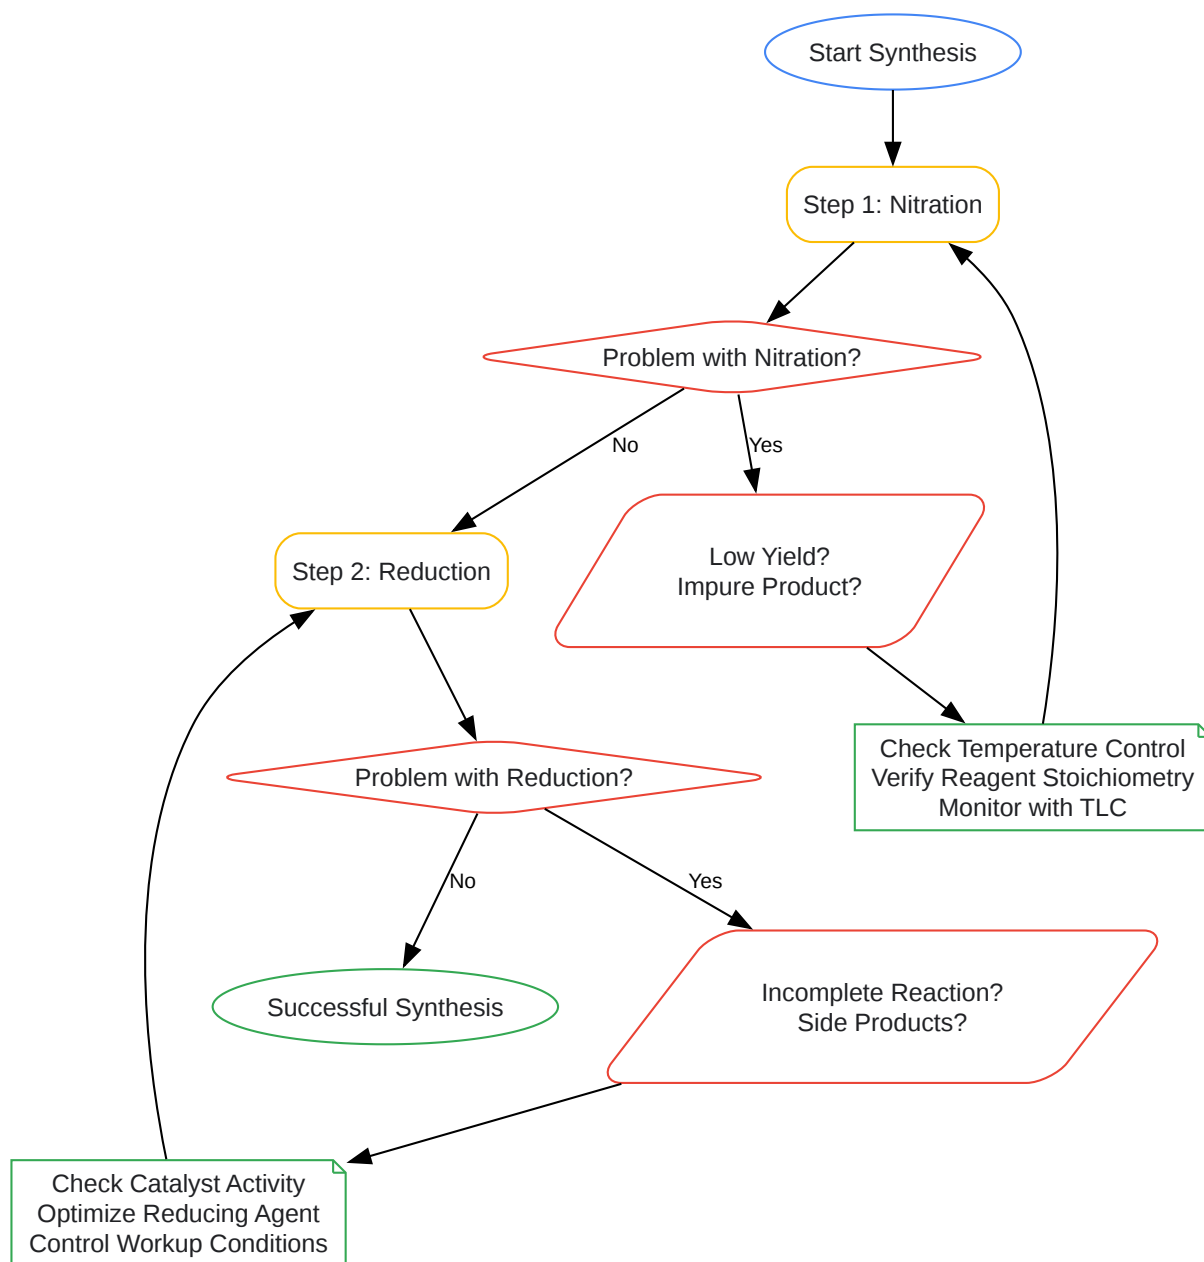 Start Synthesis
Step 1: Nitration
Problem with Nitration?
No
Yes
Low Yield?
Impure Product?
Step 2: Reduction
Check Temperature Control
Verify Reagent Stoichiometry
Monitor with TLC
Problem with Reduction?
No
Yes
Successful Synthesis
Incomplete Reaction?
Side Products?
Check Catalyst Activity
Optimize Reducing Agent
Control Workup Conditions